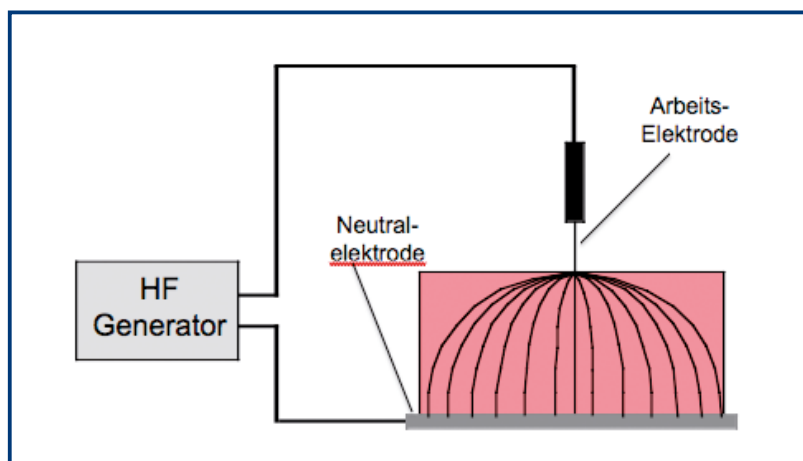 Arbeits-
Elektrode
Neutral-
elektrode
HF
Generator